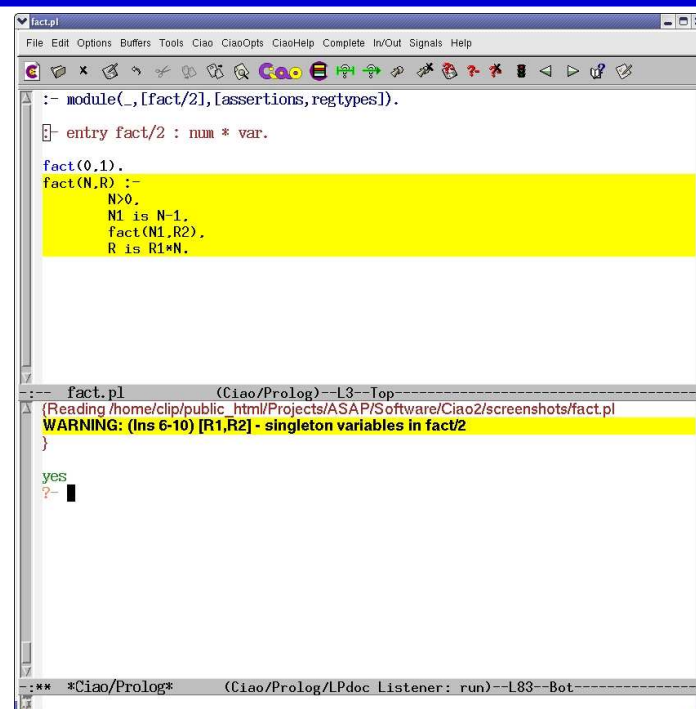 fact.pl
File Edit Options Buffers Tools Ciao CiaoOpts CiaoHelp Complete In/Out Signals Help
Ciao
:- module(_,[fact/2],[assertions,regtypes]).
:- entry fact/2 : num * var.
fact(0,1).
fact(N,R) :-
N>0,
N1 is N-1,
fact(N1,R2),
R is R1*N.
-:-- fact.pl (Ciao/Prolog)--L3--Top------------------------------------
{Reading /home/clip/public_html/Projects/ASAP/Software/Ciao2/screenshots/fact.pl
WARNING: (lns 6-10) [R1,R2] - singleton variables in fact/2
}
yes
?-
-:** *Ciao/Prolog* (Ciao/Prolog/LPdoc Listener: run)--L83--Bot--------------